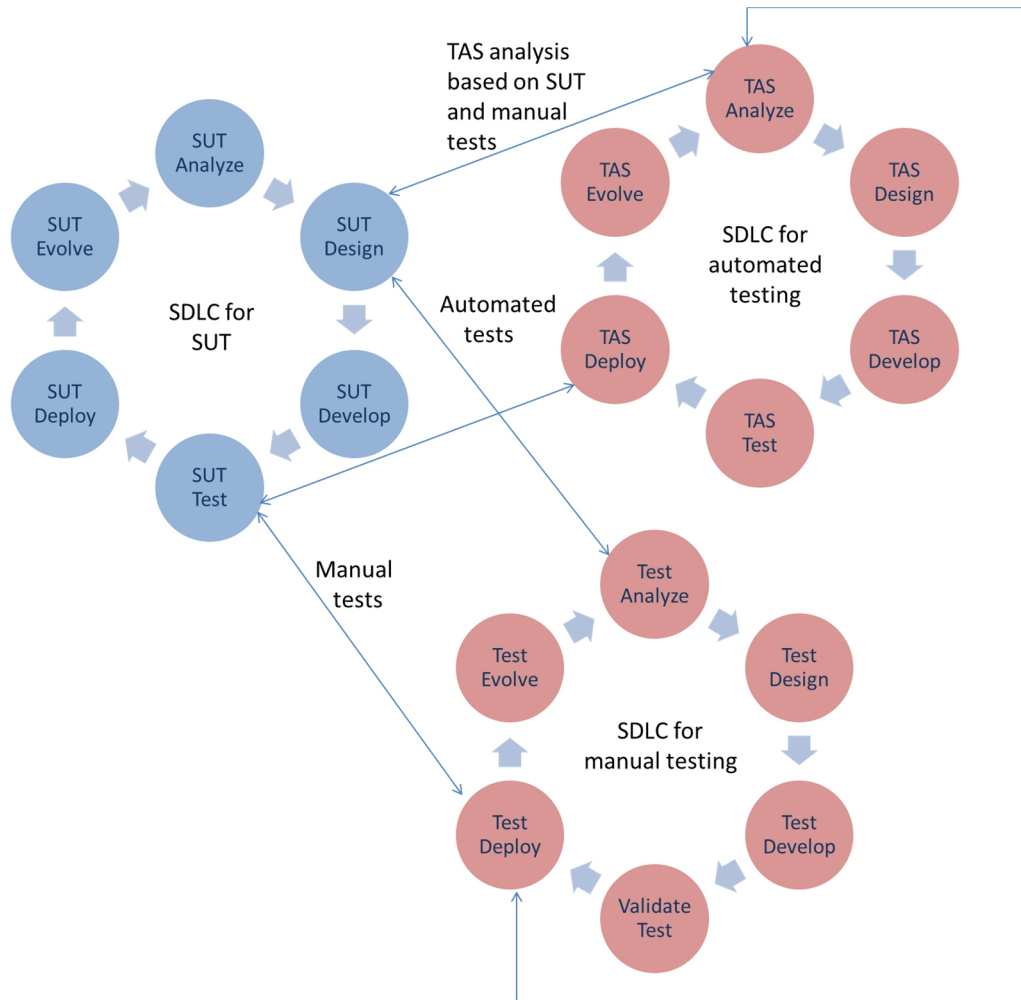 TAS analysis
based on SUT
and manual
tests
SUT
Analyze
SUT
Design
SUT
Develop
SUT
Test
SUT
Deploy
SUT
Evolve
SDLC for
SUT
TAS
Analyze
TAS
Design
TAS
Develop
TAS
Test
TAS
Deploy
TAS
Evolve
SDLC for
automated
testing
Automated
tests
Manual
tests
Test
Analyze
Test
Design
Test
Develop
Validate
Test
Test
Deploy
Test
Evolve
SDLC for
manual testing